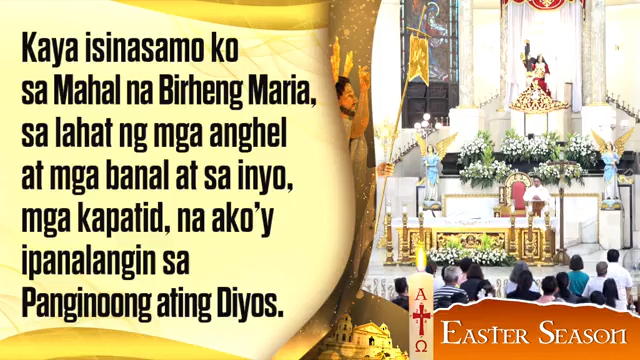 Kaya isinasamo ko
sa Mahal na Birheng Maria,
sa lahat ng mga anghel
at mga banal at sa inyo,
mga kapatid, na ako’y
ipanalangin sa
Panginoong ating Diyos.
Α
Ω
Easter Season